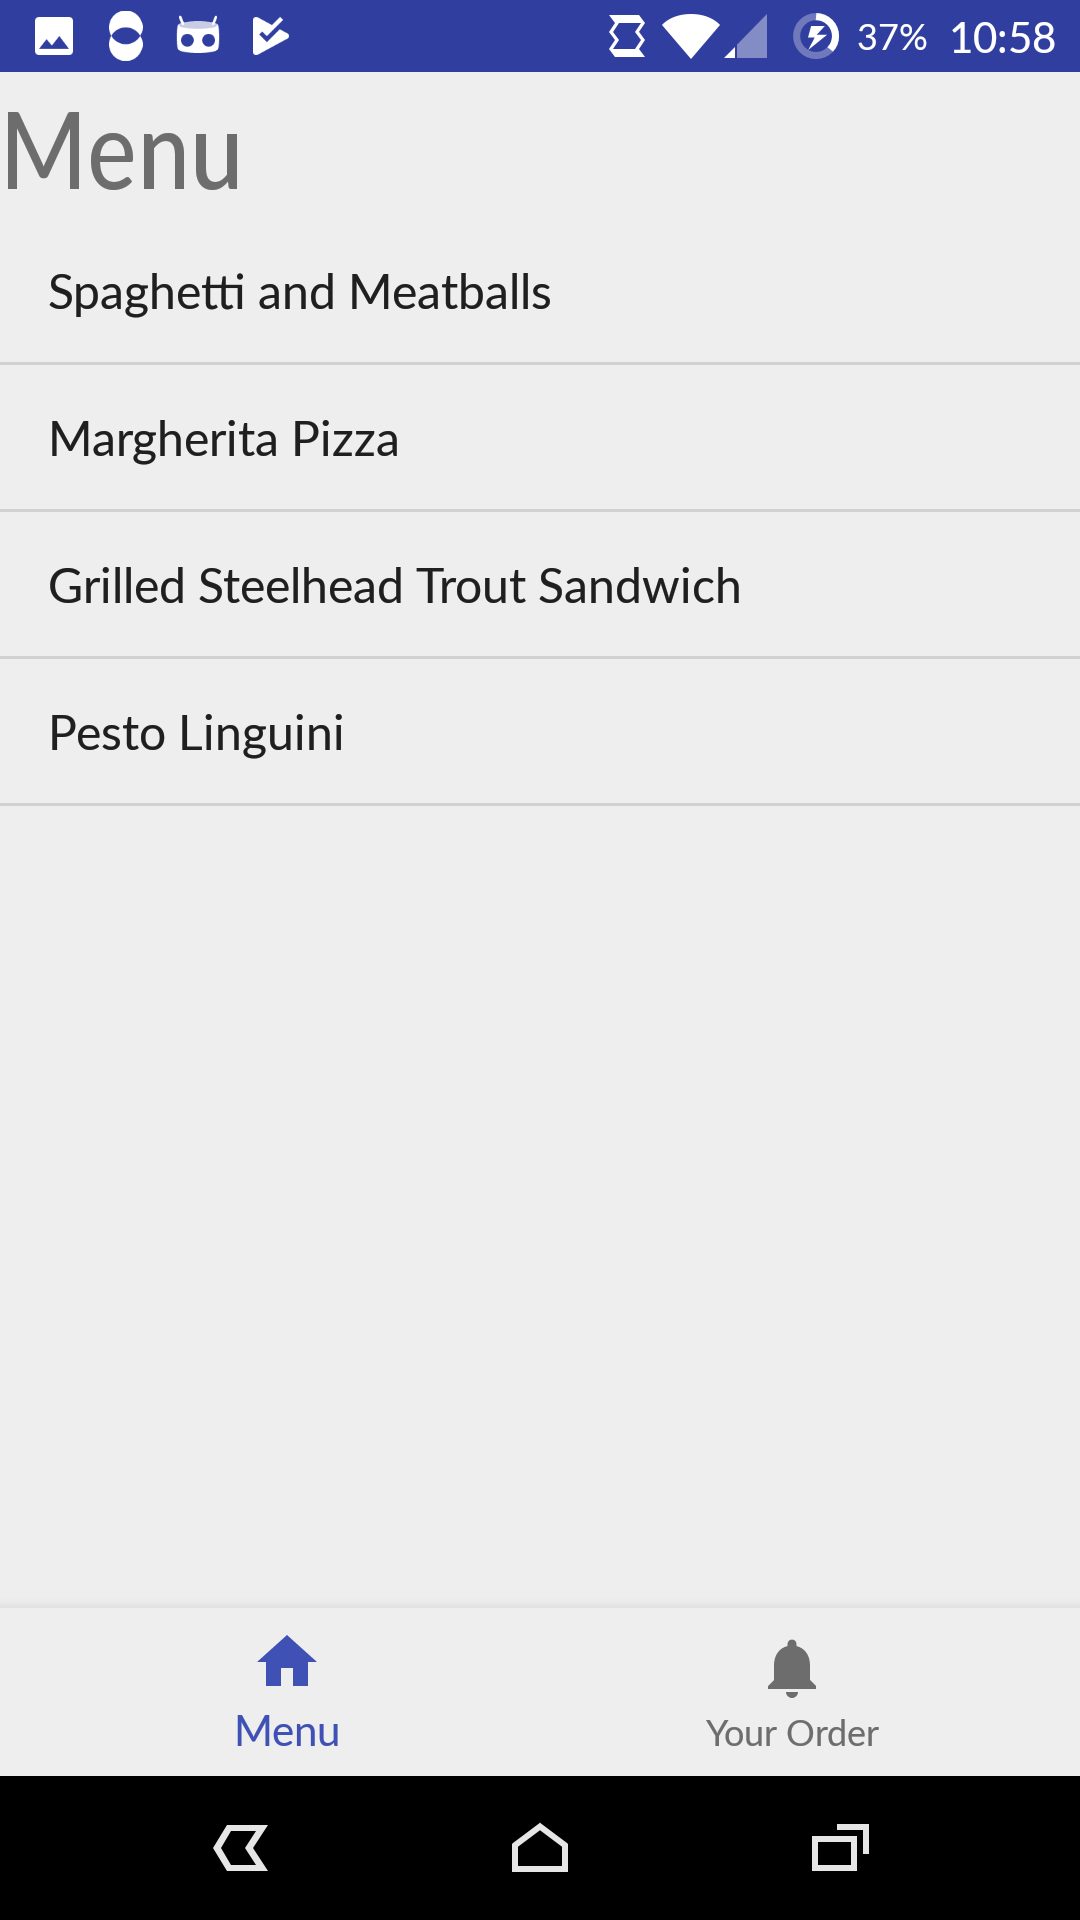 37% 10:58
Menu
Spaghetti and Meatballs
Margherita Pizza
Grilled Steelhead Trout Sandwich
Pesto Linguini
Menu
Your Order